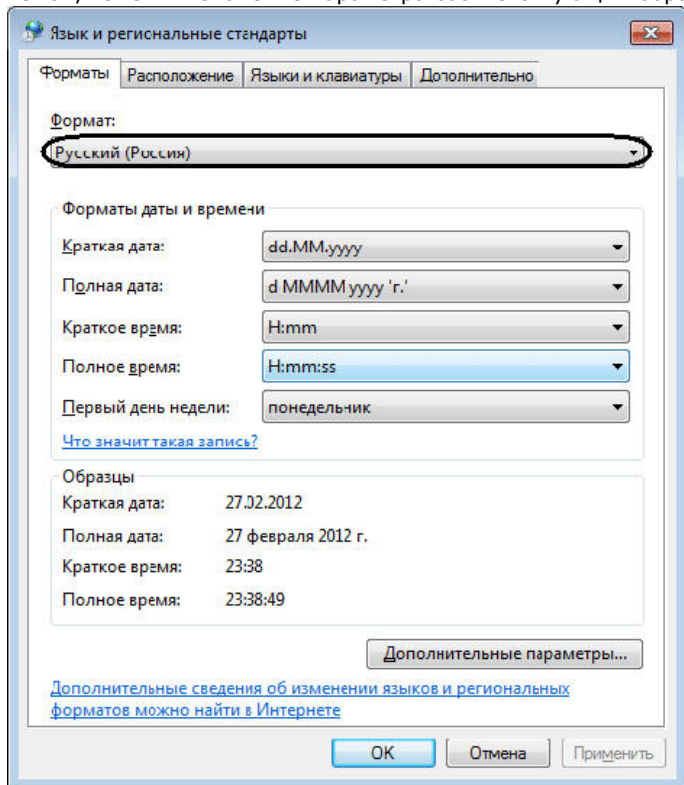 Язык и региональные стандарты
Форматы Расположение Языки и клавиатуры Дополнительно
Формат:
Русский (Россия)
Форматы даты и времени
Краткая дата: dd.MM.yyyy
Полная дата: d MMMM yyyy 'г.'
Краткое время: H:mm
Полное время: H:mm:ss
Первый день недели: понедельник
Что значит такая запись?
Образцы
Краткая дата: 27.02.2012
Полная дата: 27 февраля 2012 г.
Краткое время: 23:38
Полное время: 23:38:49
Дополнительные параметры...
Дополнительные сведения об изменении языков и региональных
форматов можно найти в Интернете
OK Отмена Применить